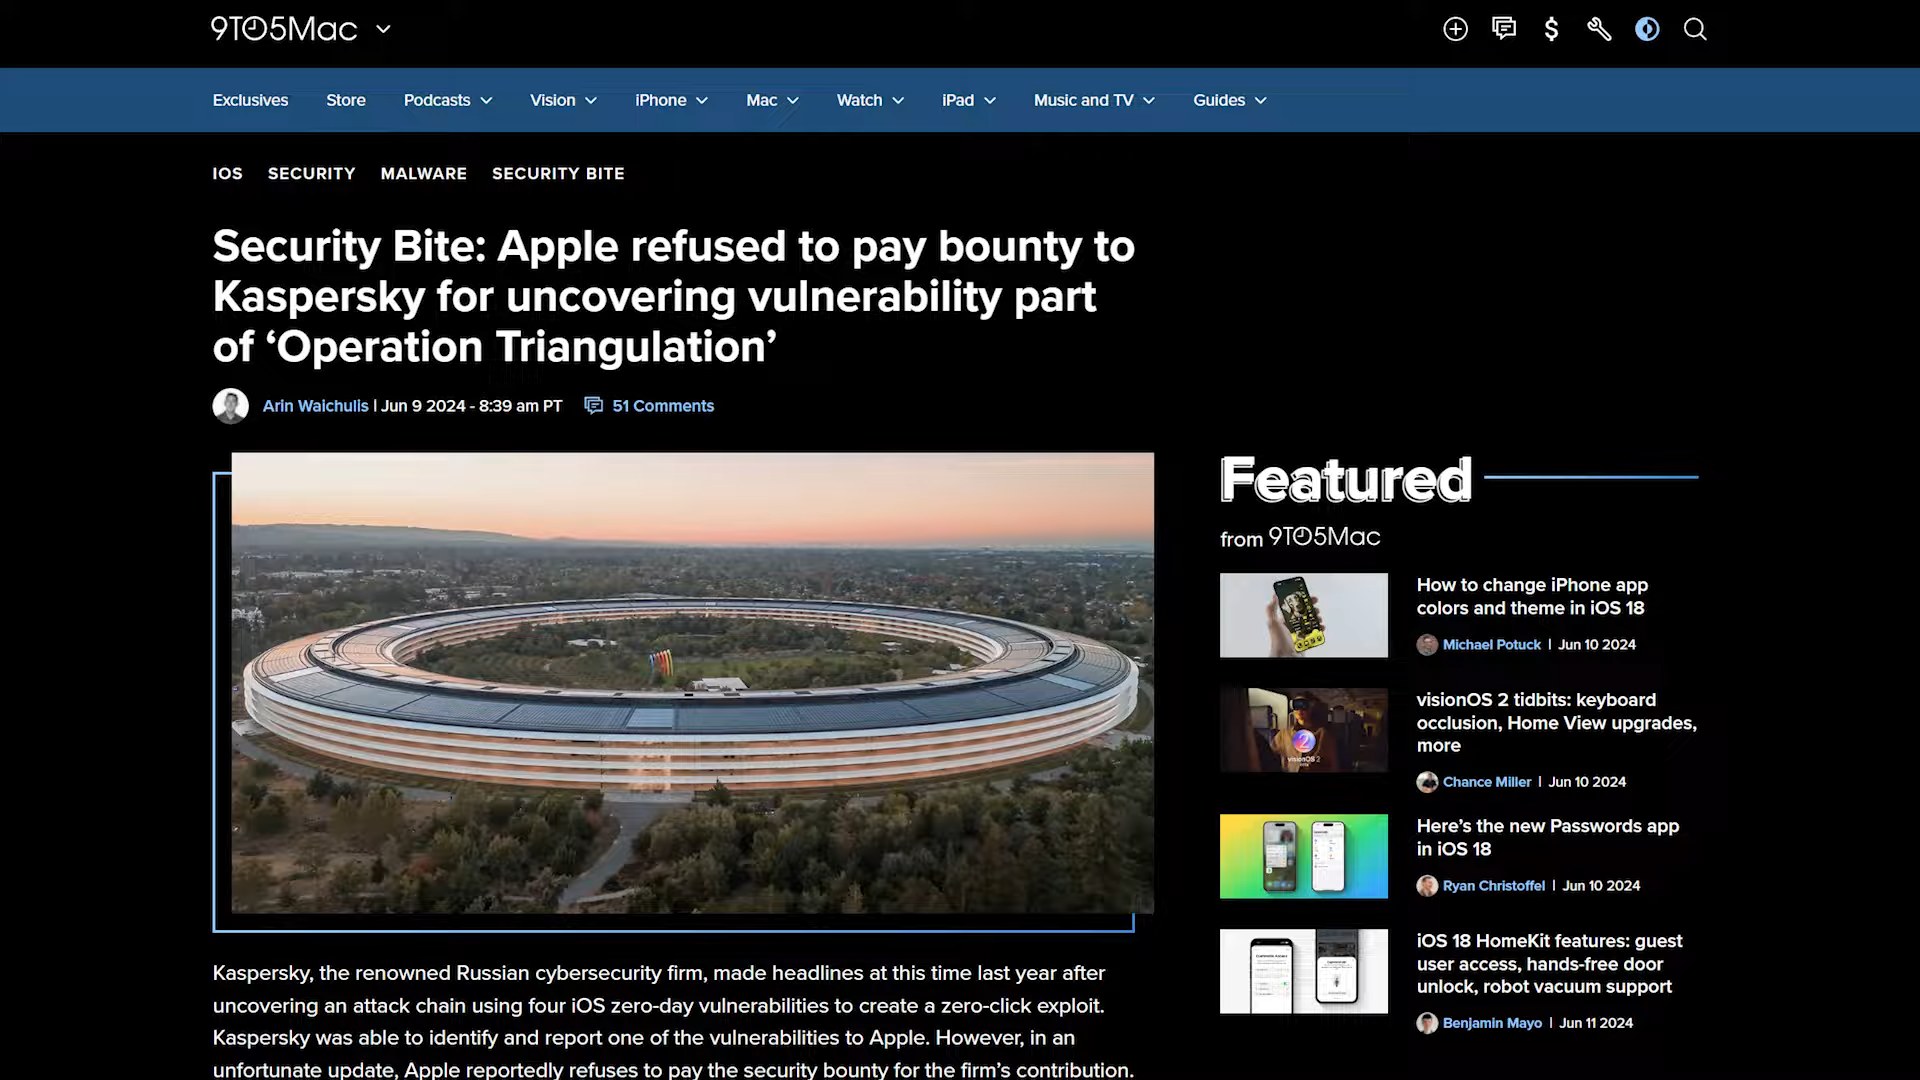 9TO5Mac
Exclusives Store Podcasts Vision iPhone Mac Watch iPad Music and TV Guides
IOS SECURITY MALWARE SECURITY BITE
Security Bite: Apple refused to pay bounty to
Kaspersky for uncovering vulnerability part
of ‘Operation Triangulation’
Arin Waichulis | Jun 9 2024 - 8:39 am PT 51 Comments
Kaspersky, the renowned Russian cybersecurity firm, made headlines at this time last year after
uncovering an attack chain using four iOS zero-day vulnerabilities to create a zero-click exploit.
Kaspersky was able to identify and report one of the vulnerabilities to Apple. However, in an
unfortunate update, Apple reportedly refuses to pay the security bounty for the firm’s contribution.
Featured
from 9TO5Mac
How to change iPhone app
colors and theme in iOS 18
Michael Potuck | Jun 10 2024
2
visionOS 2
visionOS 2 tidbits: keyboard
occlusion, Home View upgrades,
more
Chance Miller | Jun 10 2024
Here’s the new Passwords app
in iOS 18
Ryan Christoffel | Jun 10 2024
iOS 18 HomeKit features: guest
user access, hands-free door
unlock, robot vacuum support
Benjamin Mayo | Jun 11 2024